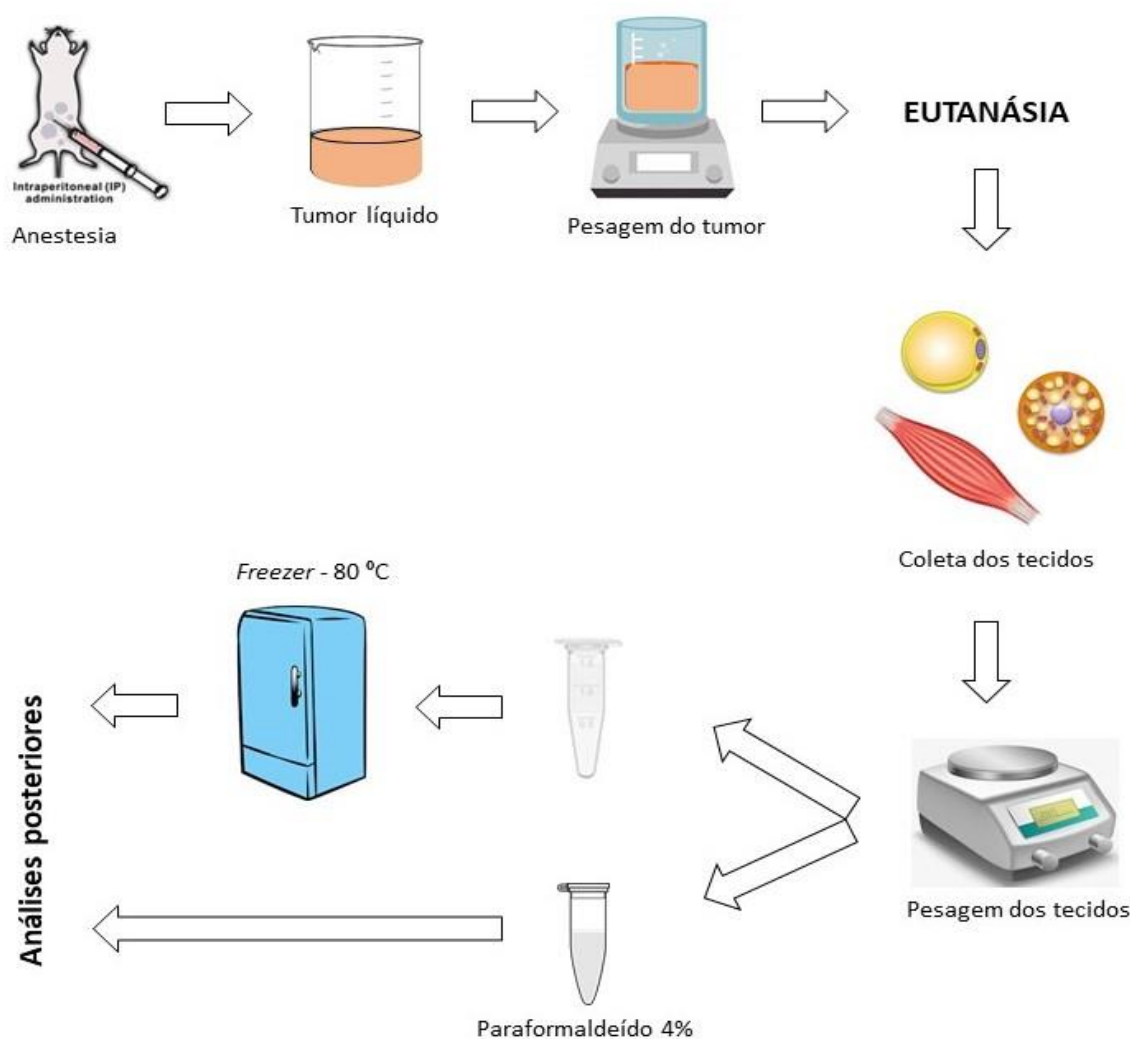 Intraperitoneal (IP)
administration
Anestesia
Tumor líquido
Pesagem do tumor
EUTANÁSIA
Coleta dos tecidos
Pesagem dos tecidos
Freezer - 80 ⁰C
Paraformaldeído 4%
Análises posteriores